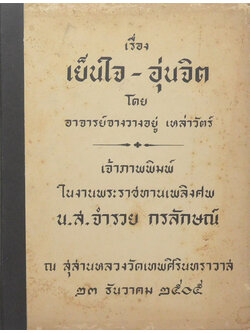 เรื่อง
เย็นใจ - อุ่นจิต
โดย
อาจารย์จางวางอยู่ เหล่าวัตร์
เจ้าภาพพิมพ์
ในงานพระราชทานเพลิงศพ
น.ส.จำรวย กรลักษณ์
ณ สุสานหลวงวัดเทพศิรินทราวาส
๒๓ ธันวาคม ๒๕๐๕